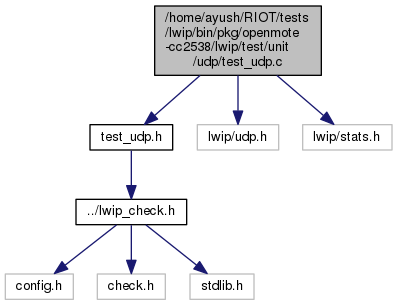 /home/ayush/RIOT/tests
/lwip/bin/pkg/openmote
-cc2538/lwip/test/unit
/udp/test_udp.c
test_udp.h
lwip/udp.h
lwip/stats.h
../lwip_check.h
config.h
check.h
stdlib.h